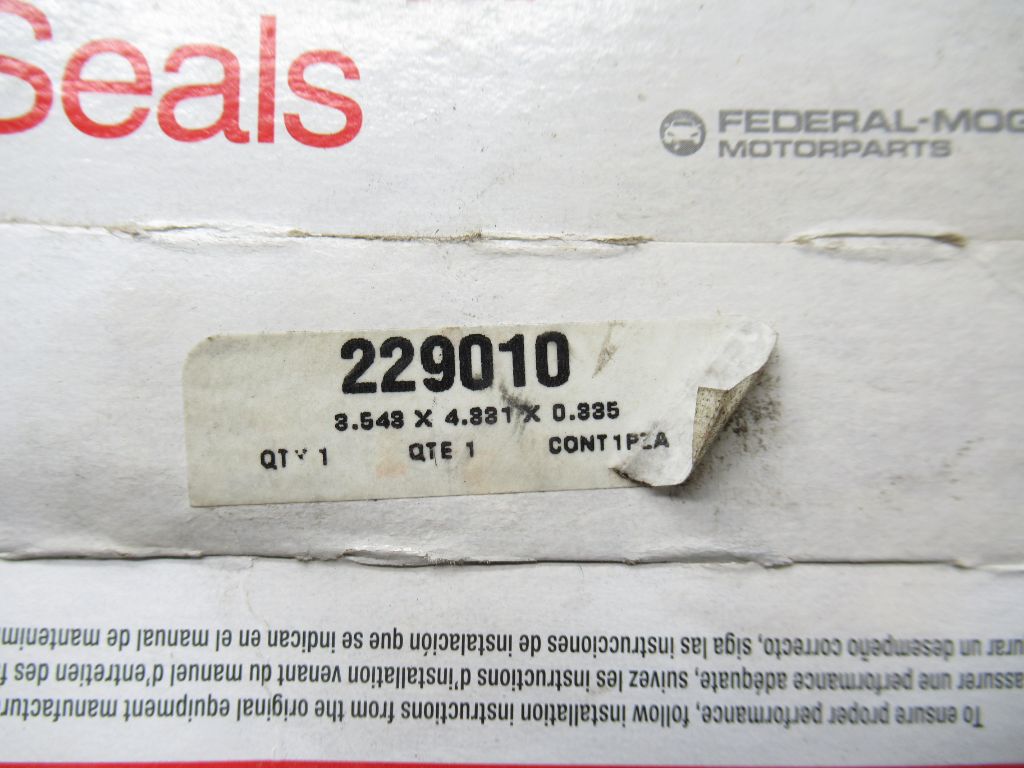 Seals
FEDERAL-MOG
MOTORPARTS
229010
3.543 X 4.331 X 0.335
QTY 1 QTE 1 CONT 1 PZA
To ensure proper performance, follow installation instructions from the original equipment manufactur
assurer une performance adéquate, suivez les instructions d'installation venant du manuel d'entretien des f
urar un desempeño correcto, siga las instrucciones de instalación que se indican en el manual de mantenim